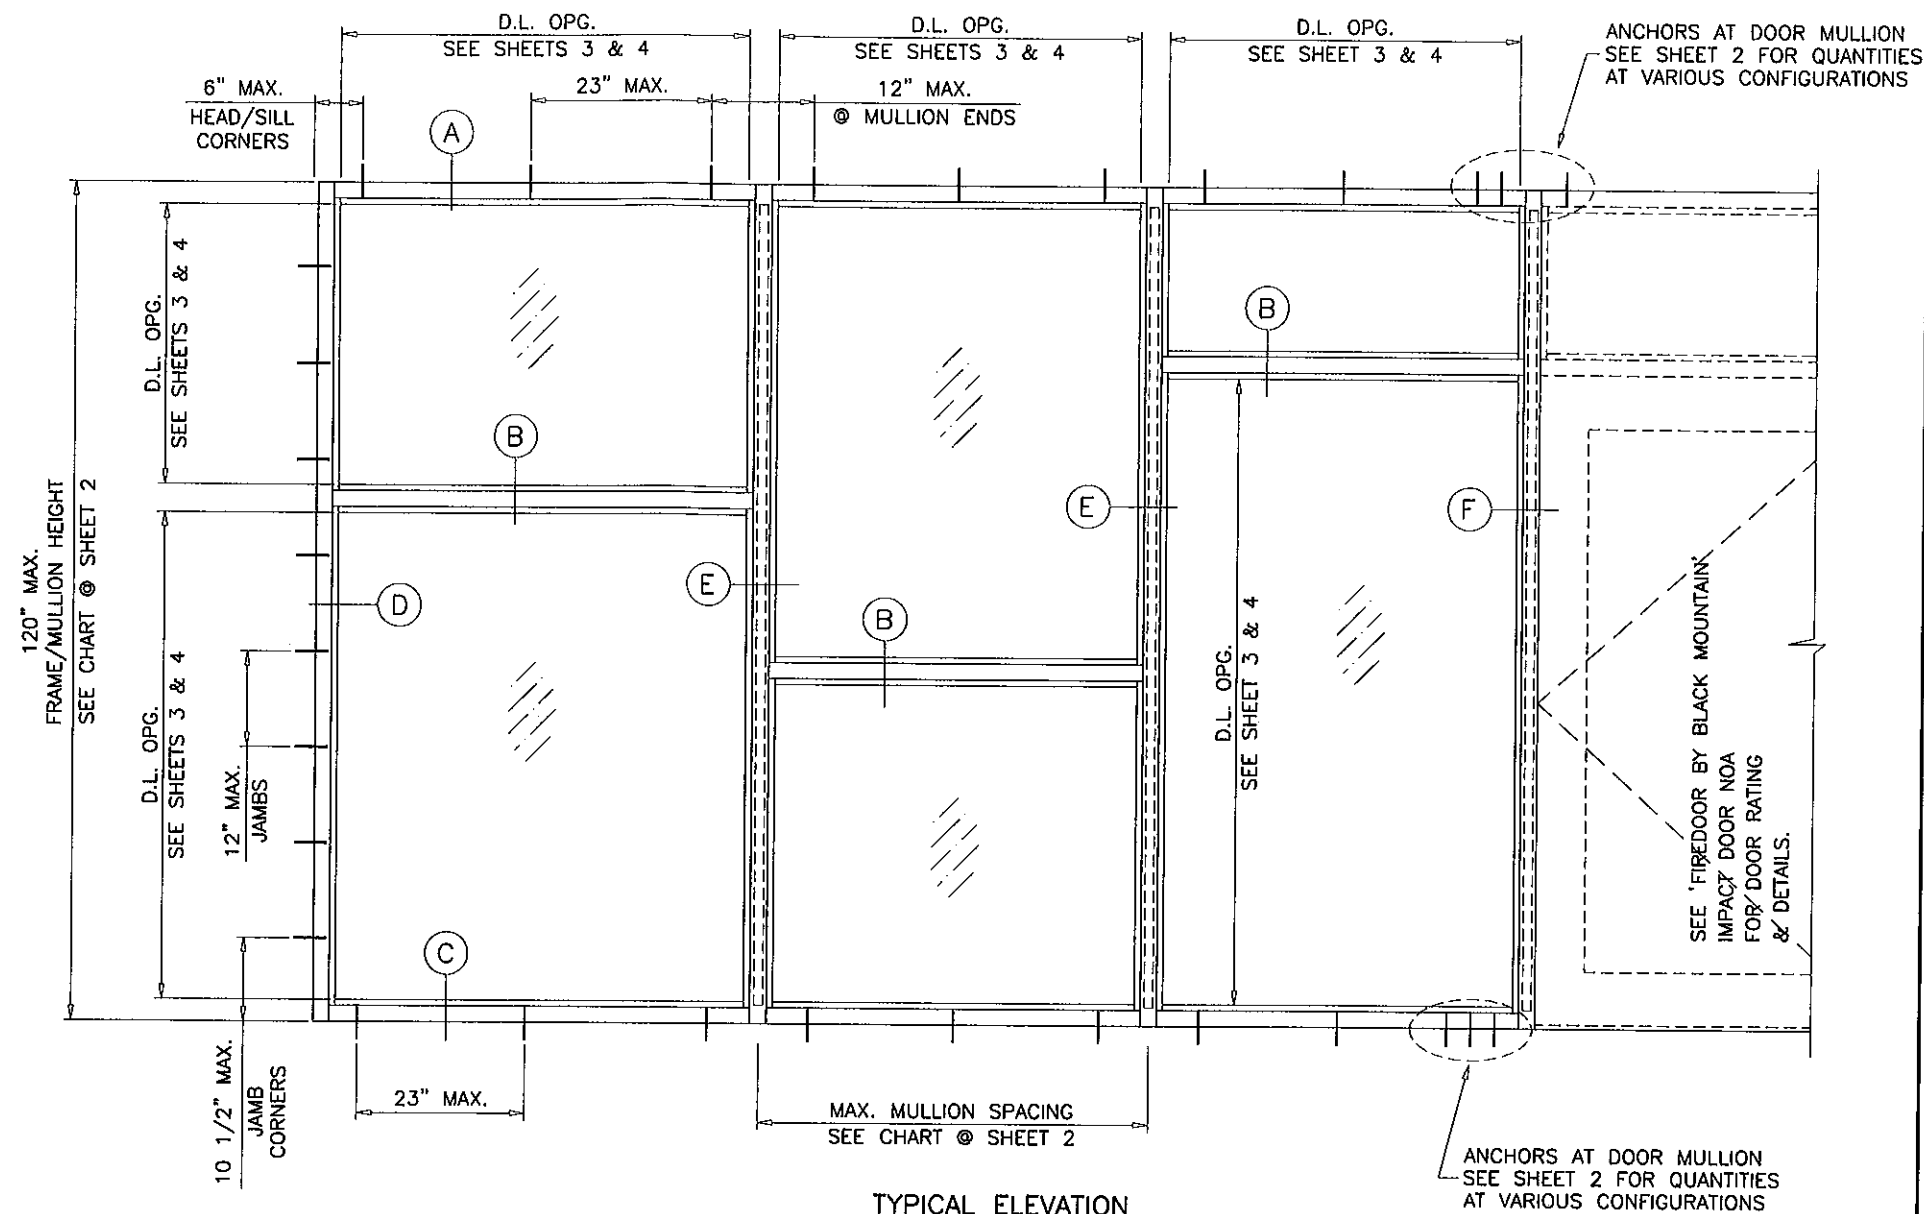 D.L. OPG.
SEE SHEETS 3 & 4
D.L. OPG.
SEE SHEETS 3 & 4
D.L. OPG.
SEE SHEET 3 & 4
ANCHORS AT DOOR MULLION
SEE SHEET 2 FOR QUANTITIES
AT VARIOUS CONFIGURATIONS
6" MAX.
HEAD/SILL
CORNERS
23" MAX.
12" MAX.
@ MULLION ENDS
A
D.L. OPG.
SEE SHEETS 3 & 4
B
B
120" MAX.
FRAME/MULLION HEIGHT
SEE CHART @ SHEET 2
E
F
D
E
B
D.L. OPG.
SEE SHEETS 3 & 4
12" MAX.
JAMBS
D.L. OPG.
SEE SHEET 3 & 4
SEE 'FIREDOOR BY BLACK MOUNTAIN'
IMPACT DOOR NOA
FOR DOOR RATING
& DETAILS.
C
10 1/2" MAX.
JAMB
CORNERS
23" MAX.
MAX. MULLION SPACING
SEE CHART @ SHEET 2
ANCHORS AT DOOR MULLION
SEE SHEET 2 FOR QUANTITIES
AT VARIOUS CONFIGURATIONS
TYPICAL ELEVATION